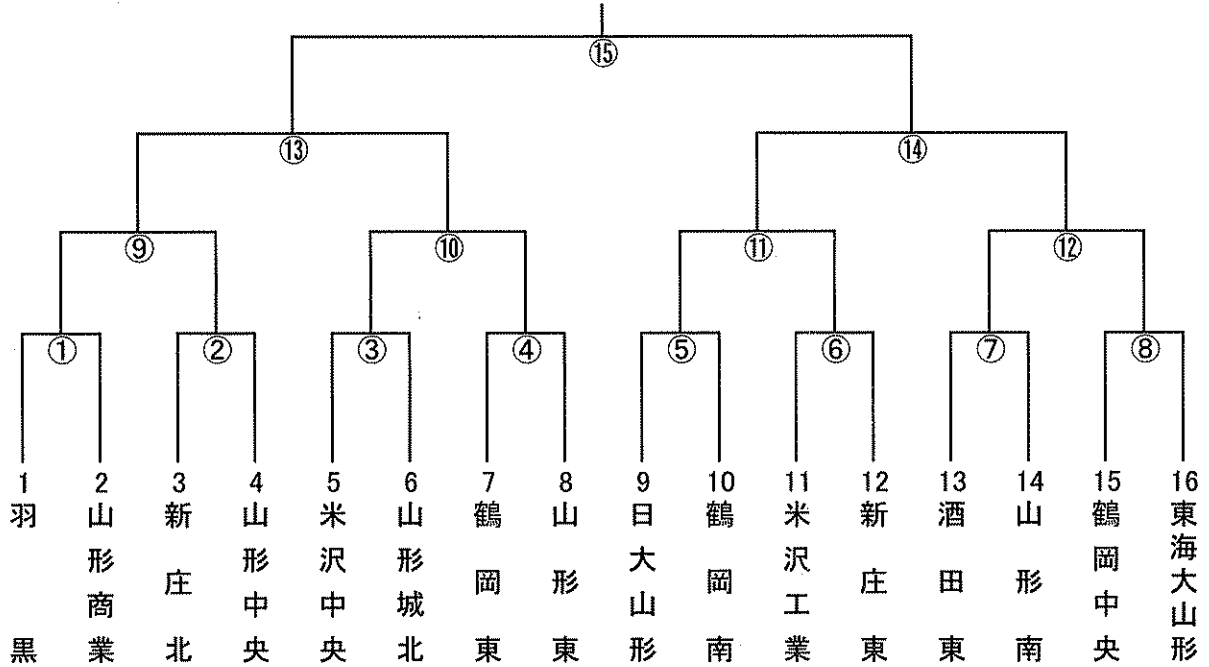 ⑮
⑬ ⑭
⑨ ⑩ ⑪ ⑫
① ② ③ ④ ⑤ ⑥ ⑦ ⑧
1 2 3 4 5 6 7 8 9 10 11 12 13 14 15 16
羽黒
山形商業
新庄北
山形中央
米沢中央
山形城北
鶴岡東
山形東
日大山形
鶴岡南
米沢工業
新庄東
酒田東
山形南
鶴岡中央
東海大山形